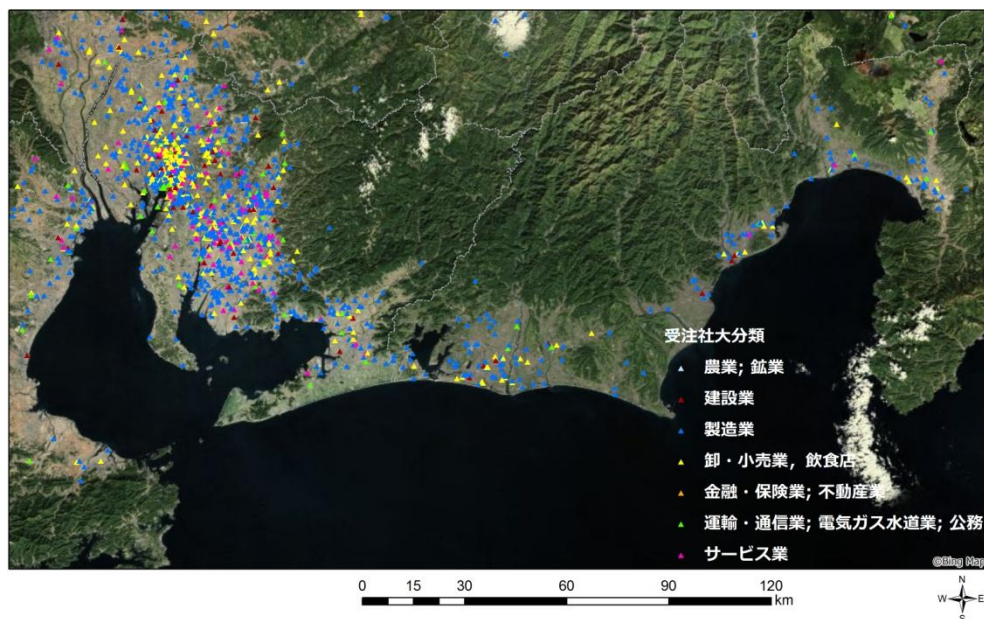 受注社大分類
農業; 鉱業
建設業
製造業
卸・小売業，飲食店
金融・保険業; 不動産業
運輸・通信業; 電気ガス水道業; 公務
サービス業
©Bing Map
0 15 30 60 90 120
km
N
W E
S